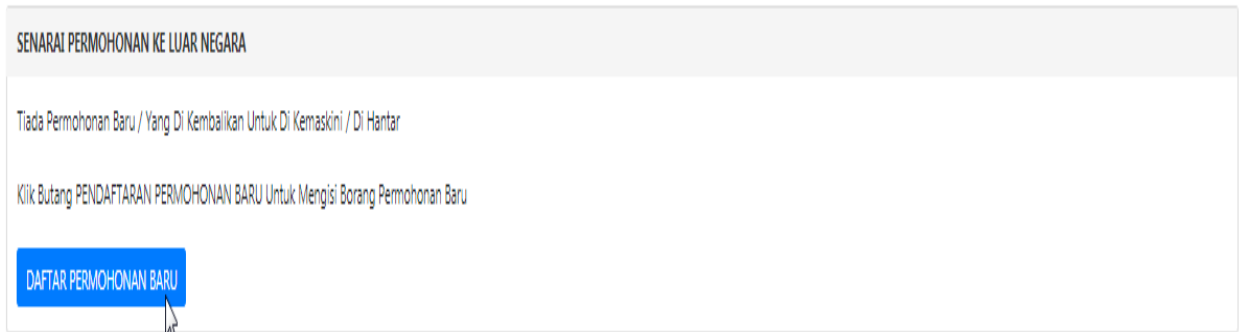 SENARAI PERMOHONAN KE LUAR NEGARA
Tiada Permohonan Baru / Yang Di Kembalikan Untuk Di Kemaskini / Di Hantar
Klik Butang PENDAFTARAN PERMOHONAN BARU Untuk Mengisi Borang Permohonan Baru
DAFTAR PERMOHONAN BARU